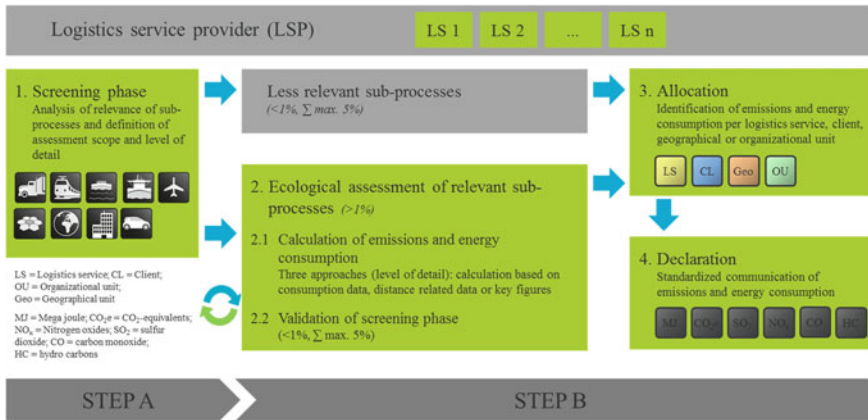 Logistics service provider (LSP)
LS 1
LS 2
...
LS n
1. Screening phase
Analysis of relevance of sub-
processes and definition of
assessment scope and level of
detail
Less relevant sub-processes
(<1%, ∑ max. 5%)
2. Ecological assessment of relevant sub-
processes (>1%)
2.1 Calculation of emissions and energy
consumption
Three approaches (level of detail): calculation based on
consumption data, distance related data or key figures
2.2 Validation of screening phase
(<1%, ∑ max. 5%)
3. Allocation
Identification of emissions and energy
consumption per logistics service, client,
geographical or organizational unit
LS
CL
Geo
OU
4. Declaration
Standardized communication of
emissions and energy consumption
MJ
CO₂e
SO₂
NOₓ
CO
HC
LS = Logistics service; CL = Client;
OU = Organizational unit;
Geo = Geographical unit
MJ = Mega joule; CO₂e = CO₂-equivalents;
NOₓ = Nitrogen oxides; SO₂ = sulfur
dioxide; CO = carbon monoxide;
HC = hydro carbons
STEP A
STEP B